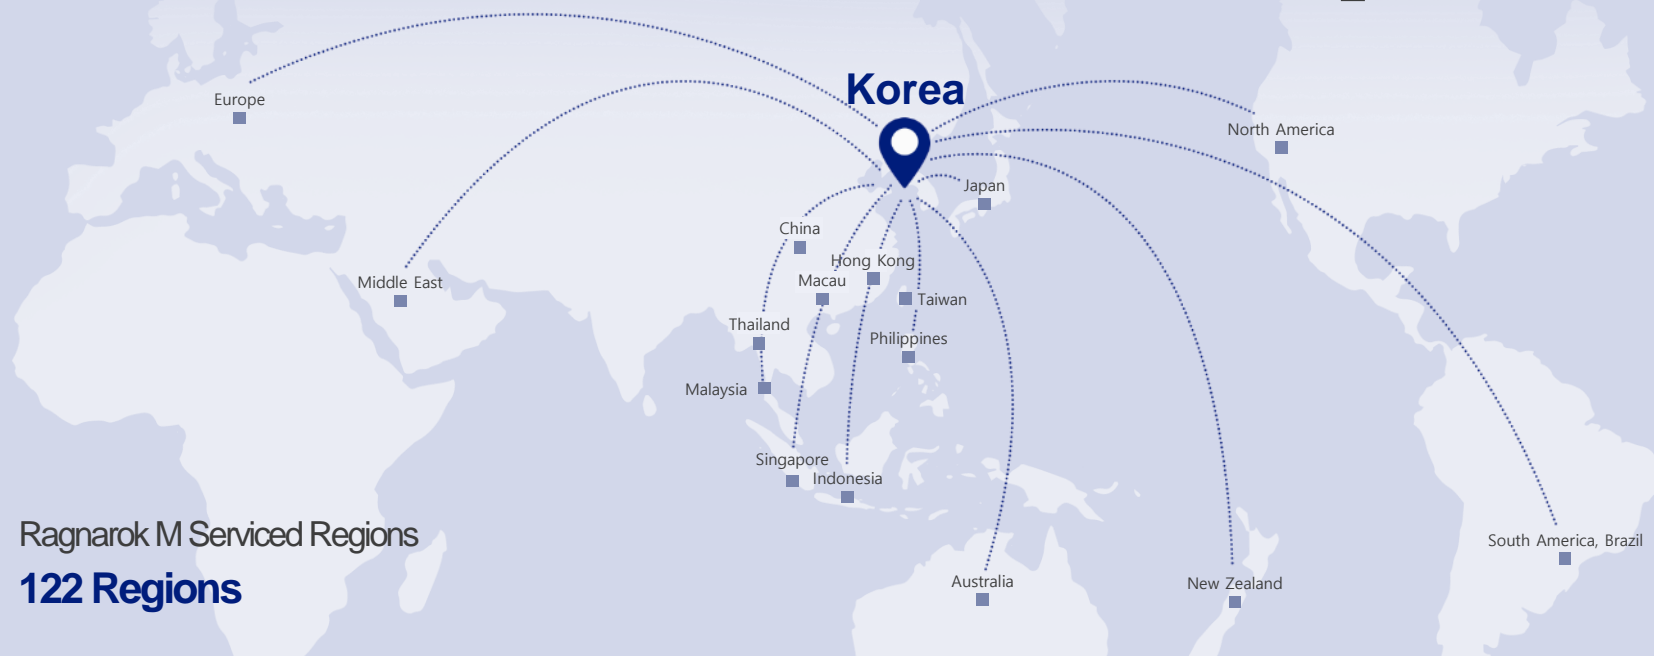 Korea
Europe
North America
Japan
China
Hong Kong
Middle East
Macau
Taiwan
Thailand
Philippines
Malaysia
Singapore
Indonesia
Ragnarok M Serviced Regions
122 Regions
South America, Brazil
Australia
New Zealand